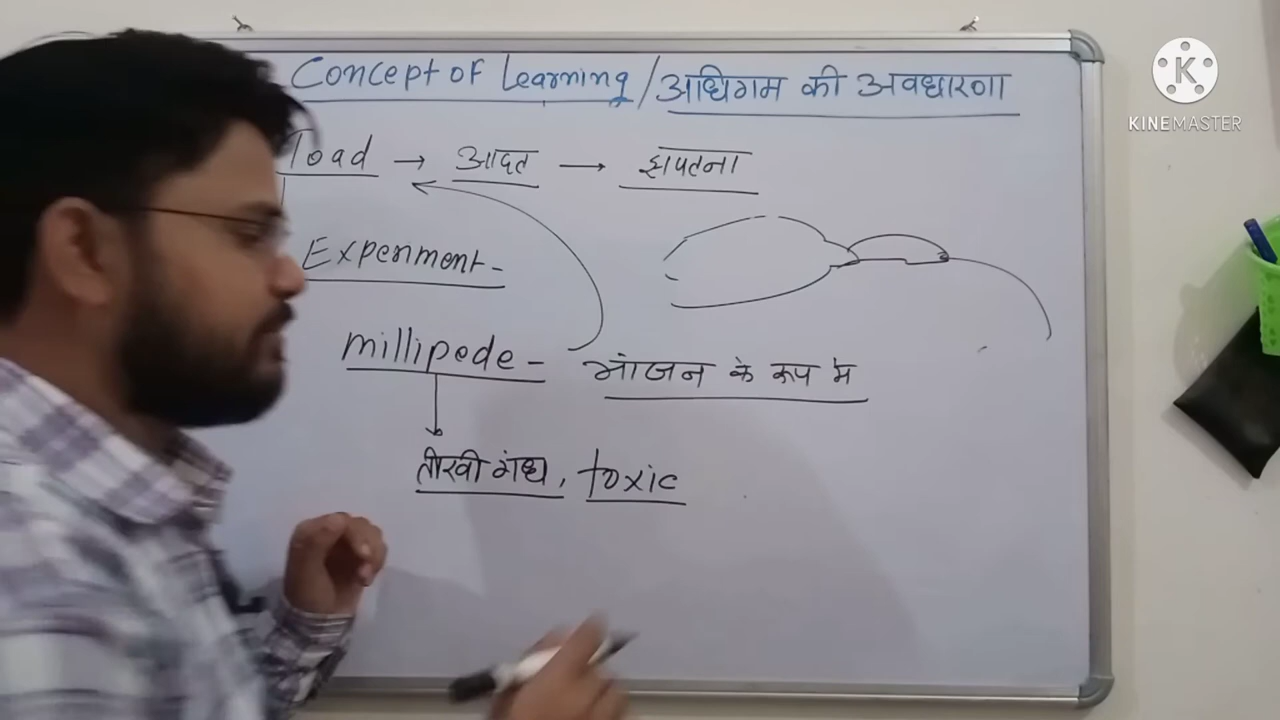 Concept of Learning / अधिगम की अवधारणा
Toad → आदत → झपटना
Experiment -
millipede - भोजन के रूप में
तीखी गंध, toxic
K
KINEMASTER